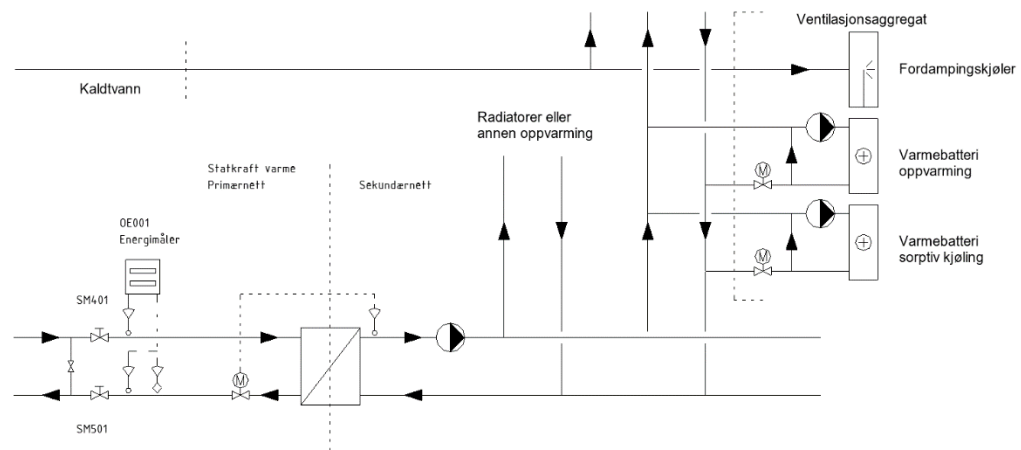 Ventilasjonsaggregat
Fordampingskjøler
Kaldtvann
Radiatorer eller
annen oppvarming
Varmebatteri
oppvarming
M
Statkraft varme
Primærnett
Sekundærnett
OE001
Energimåler
Varmebatteri
sorptiv kjøling
M
SM401
M
SM501